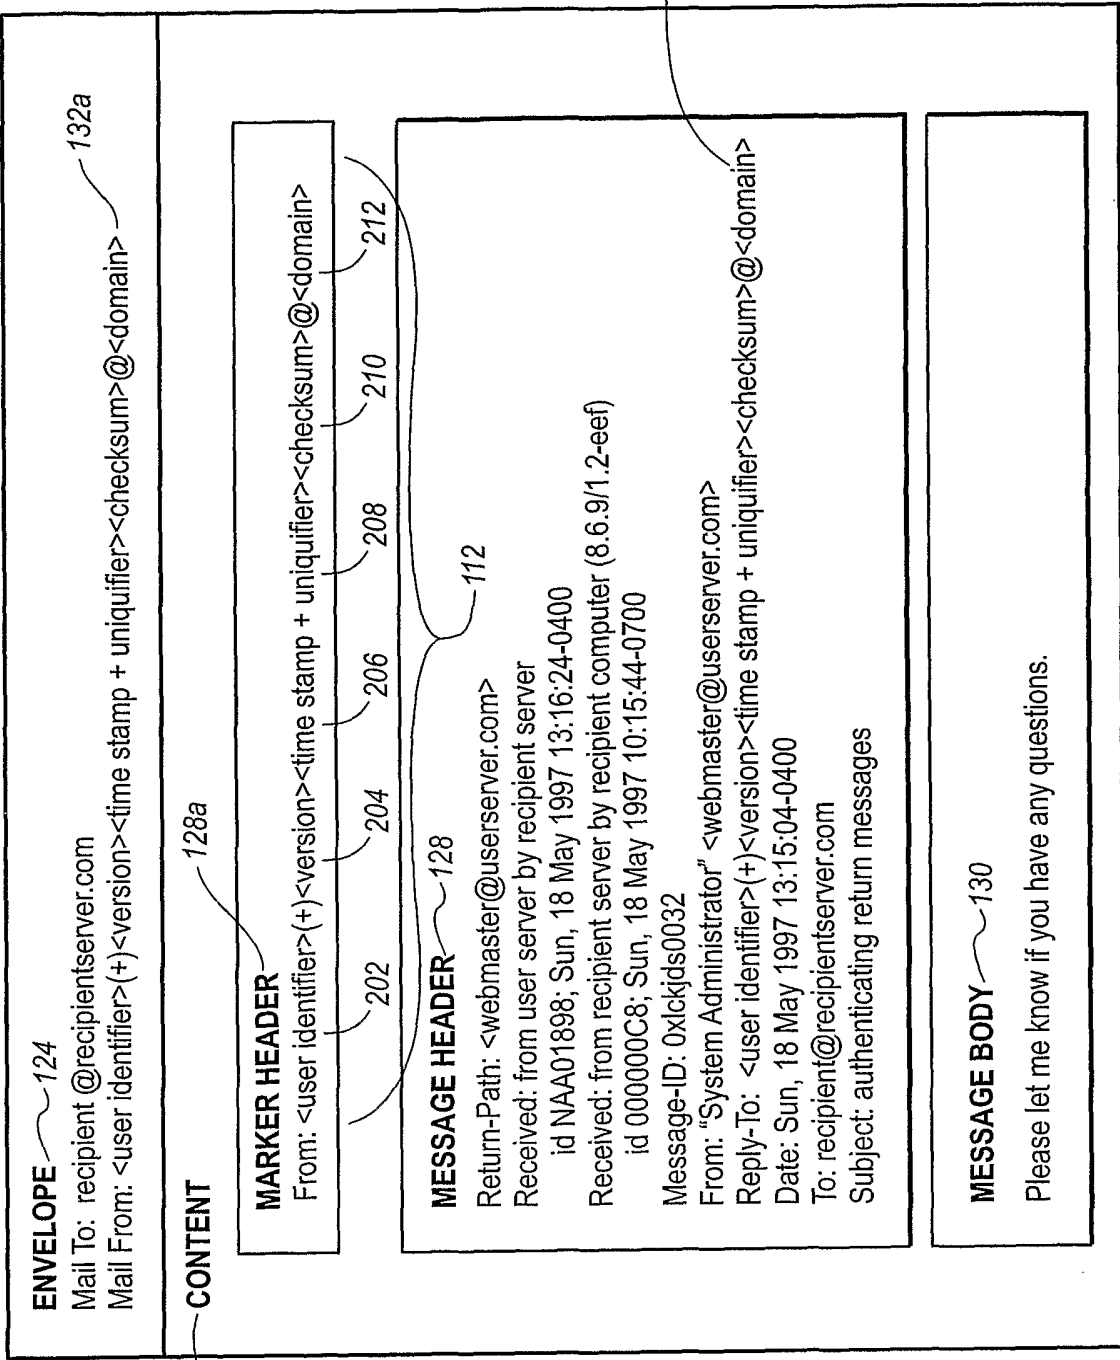 ENVELOPE 124
Mail To: recipient @recipientserver.com
Mail From: <user identifier>(+)<version><time stamp + uniquifier><checksum>@<domain> 132a
CONTENT
128a
MARKER HEADER
From: <user identifier>(+)<version><time stamp + uniquifier><checksum>@<domain>
202 204 206 208 210 212
112
MESSAGE HEADER 128
Return-Path: <webmaster@userserver.com>
Received: from user server by recipient server
id NAA01898; Sun, 18 May 1997 13:16:24-0400
Received: from recipient server by recipient computer (8.6.9/1.2-eef)
id 000000C8; Sun, 18 May 1997 10:15:44-0700
Message-ID: 0xlckjds0032
From: “System Administrator” <webmaster@userserver.com>
Reply-To: <user identifier>(+)<version><time stamp + uniquifier><checksum>@<domain>
Date: Sun, 18 May 1997 13:15:04-0400
To: recipient@recipientserver.com
Subject: authenticating return messages
MESSAGE BODY 130
Please let me know if you have any questions.